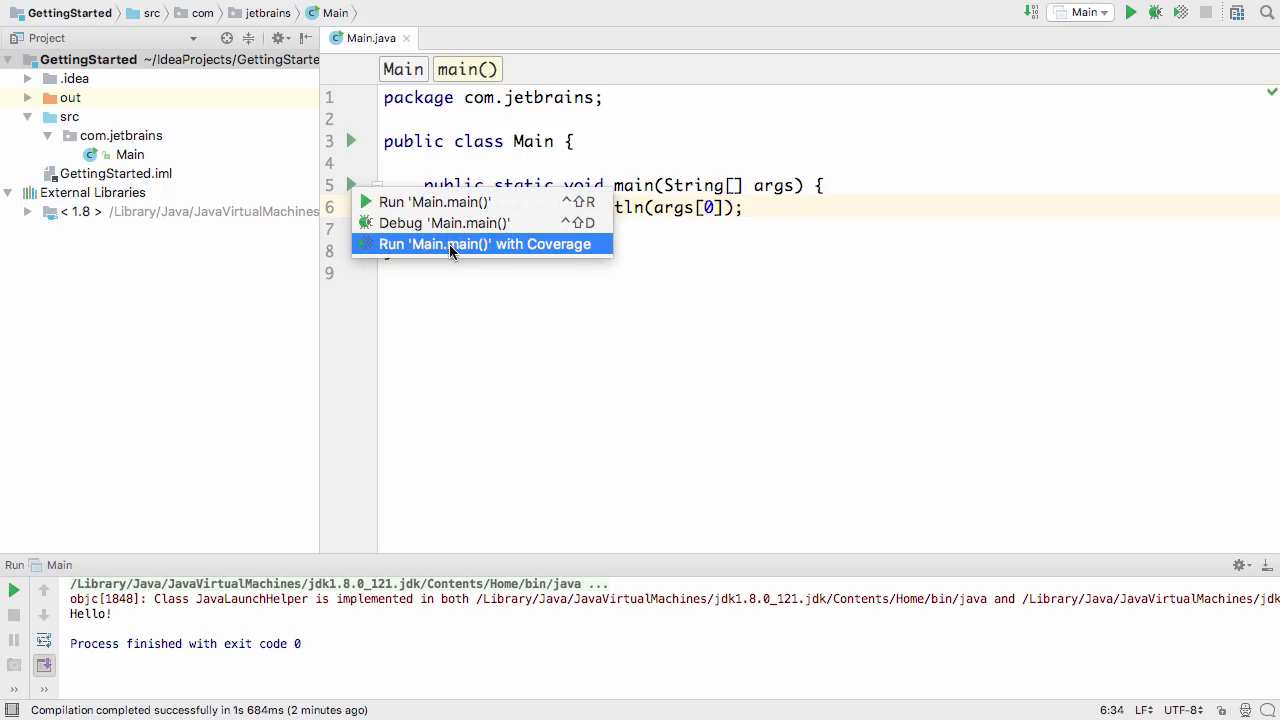 GettingStarted src com jetbrains Main
Main
Project
Main.java
GettingStarted ~/IdeaProjects/GettingStarte
.idea
out
src
com.jetbrains
Main
GettingStarted.iml
External Libraries
< 1.8 > /Library/Java/JavaVirtualMachines
Main main()
1 package com.jetbrains;
2
3 public class Main {
4
5 public static void main(String[] args) {
6 tln(args[0]);
7
8
9
Run 'Main.main()' ⌃⇧R
Debug 'Main.main()' ⌃⇧D
Run 'Main.main()' with Coverage
Run Main
/Library/Java/JavaVirtualMachines/jdk1.8.0_121.jdk/Contents/Home/bin/java ...
objc[1848]: Class JavaLaunchHelper is implemented in both /Library/Java/JavaVirtualMachines/jdk1.8.0_121.jdk/Contents/Home/bin/java and /Library/Java/JavaVirtualMachines/jdk
Hello!
Process finished with exit code 0
Compilation completed successfully in 1s 684ms (2 minutes ago) 6:34 LF UTF-8